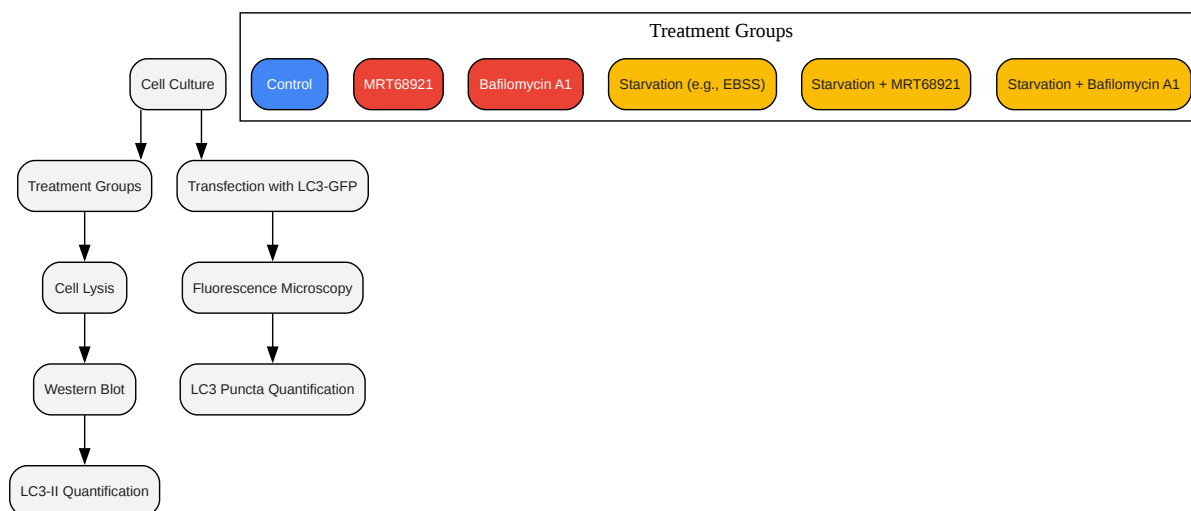 Treatment Groups
Cell Culture
Control
MRT68921
Bafilomycin A1
Starvation (e.g., EBSS)
Starvation + MRT68921
Starvation + Bafilomycin A1
Treatment Groups
Transfection with LC3-GFP
Cell Lysis
Fluorescence Microscopy
Western Blot
LC3 Puncta Quantification
LC3-II Quantification